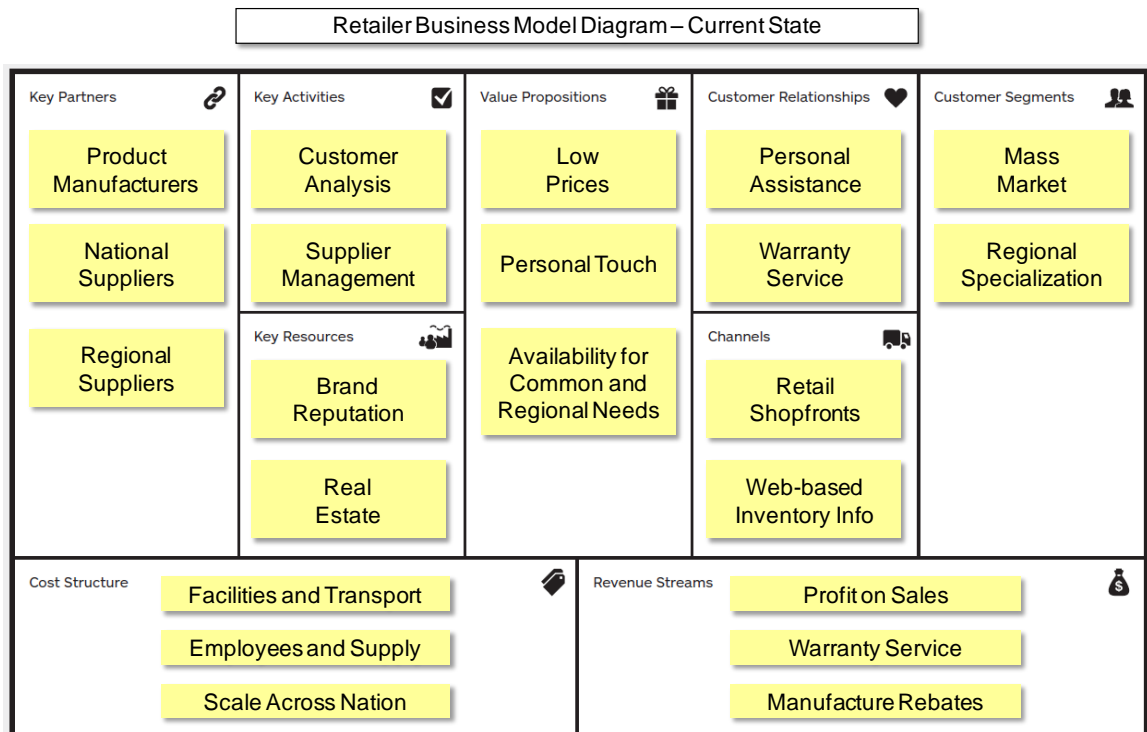 Retailer Business Model Diagram – Current State
Key Partners
Product
Manufacturers
National
Suppliers
Regional
Suppliers
Key Activities
Customer
Analysis
Supplier
Management
Key Resources
Brand
Reputation
Real
Estate
Value Propositions
Low
Prices
Personal Touch
Availability for
Common and
Regional Needs
Customer Relationships
Personal
Assistance
Warranty
Service
Channels
Retail
Shopfronts
Web-based
Inventory Info
Customer Segments
Mass
Market
Regional
Specialization
Cost Structure
Facilities and Transport
Employees and Supply
Scale Across Nation
Revenue Streams
$
Profit on Sales
Warranty Service
Manufacture Rebates